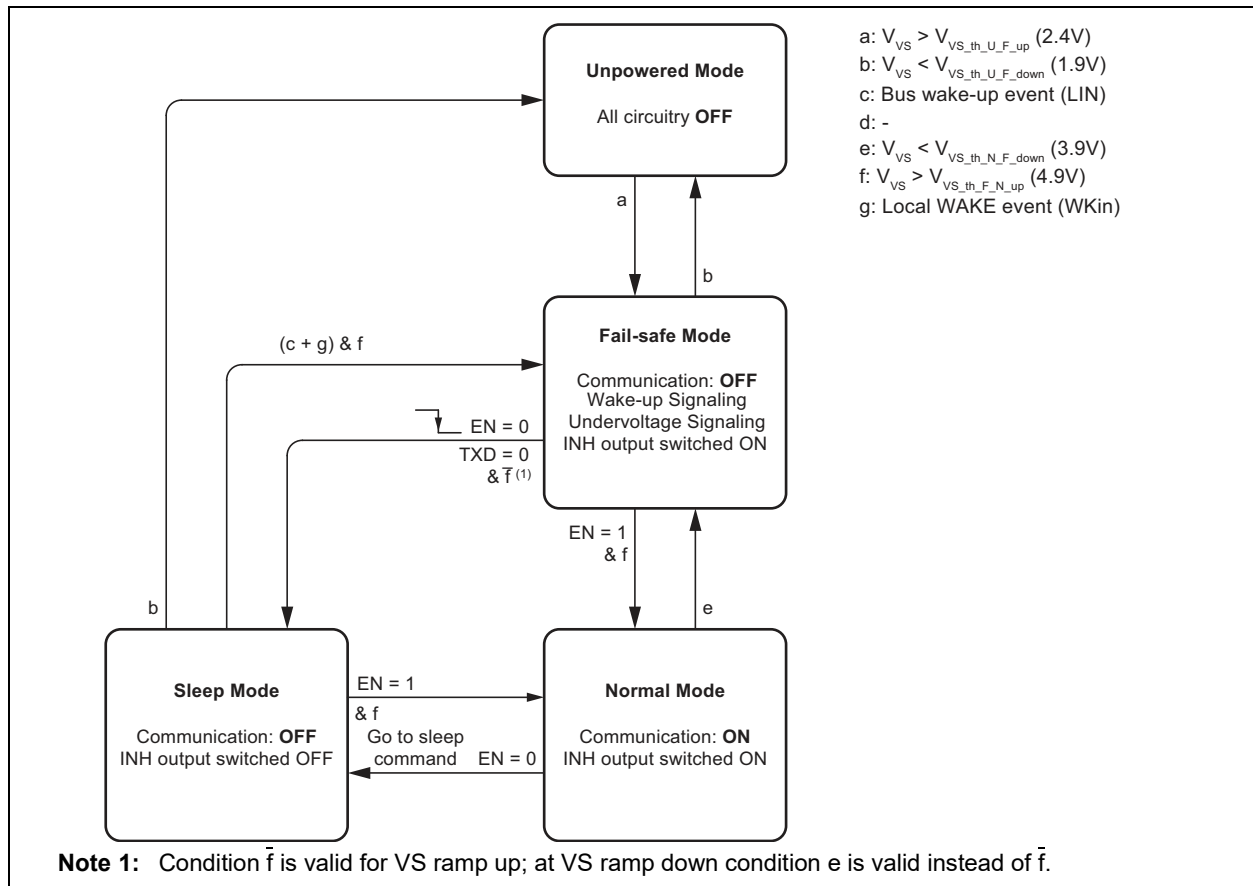 Unpowered Mode
All circuitry OFF
a: V_VS > V_VS_th_U_F_up (2.4V)
b: V_VS < V_VS_th_U_F_down (1.9V)
c: Bus wake-up event (LIN)
d: -
e: V_VS < V_VS_th_N_F_down (3.9V)
f: V_VS > V_VS_th_F_N_up (4.9V)
g: Local WAKE event (WKin)
a
b
Fail-safe Mode
Communication: OFF
Wake-up Signaling
Undervoltage Signaling
INH output switched ON
(c + g) & f
EN = 0
TXD = 0
& f̅ (1)
EN = 1
& f
e
b
Sleep Mode
Communication: OFF
INH output switched OFF
EN = 1
& f
Go to sleep
command
EN = 0
Normal Mode
Communication: ON
INH output switched ON
Note 1: Condition f̅ is valid for VS ramp up; at VS ramp down condition e is valid instead of f̅.